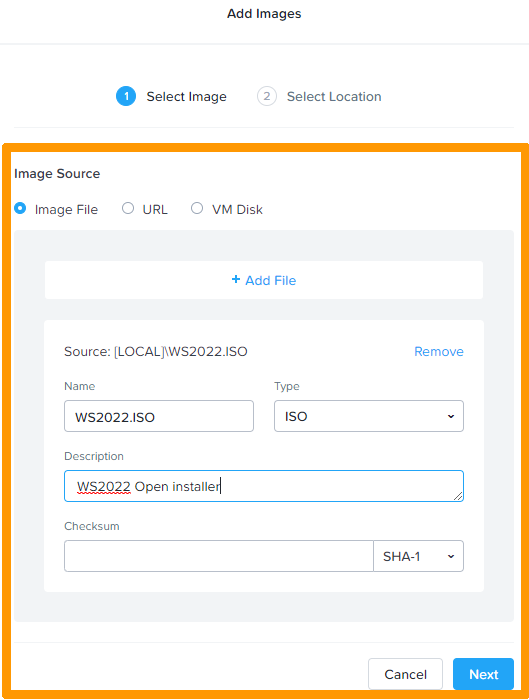 Add Images
1 Select Image 2 Select Location
Image Source
Image File URL VM Disk
+ Add File
Source: [LOCAL]\WS2022.ISO Remove
Name Type
WS2022.ISO ISO
Description
WS2022 Open installer
Checksum
SHA-1
Cancel Next